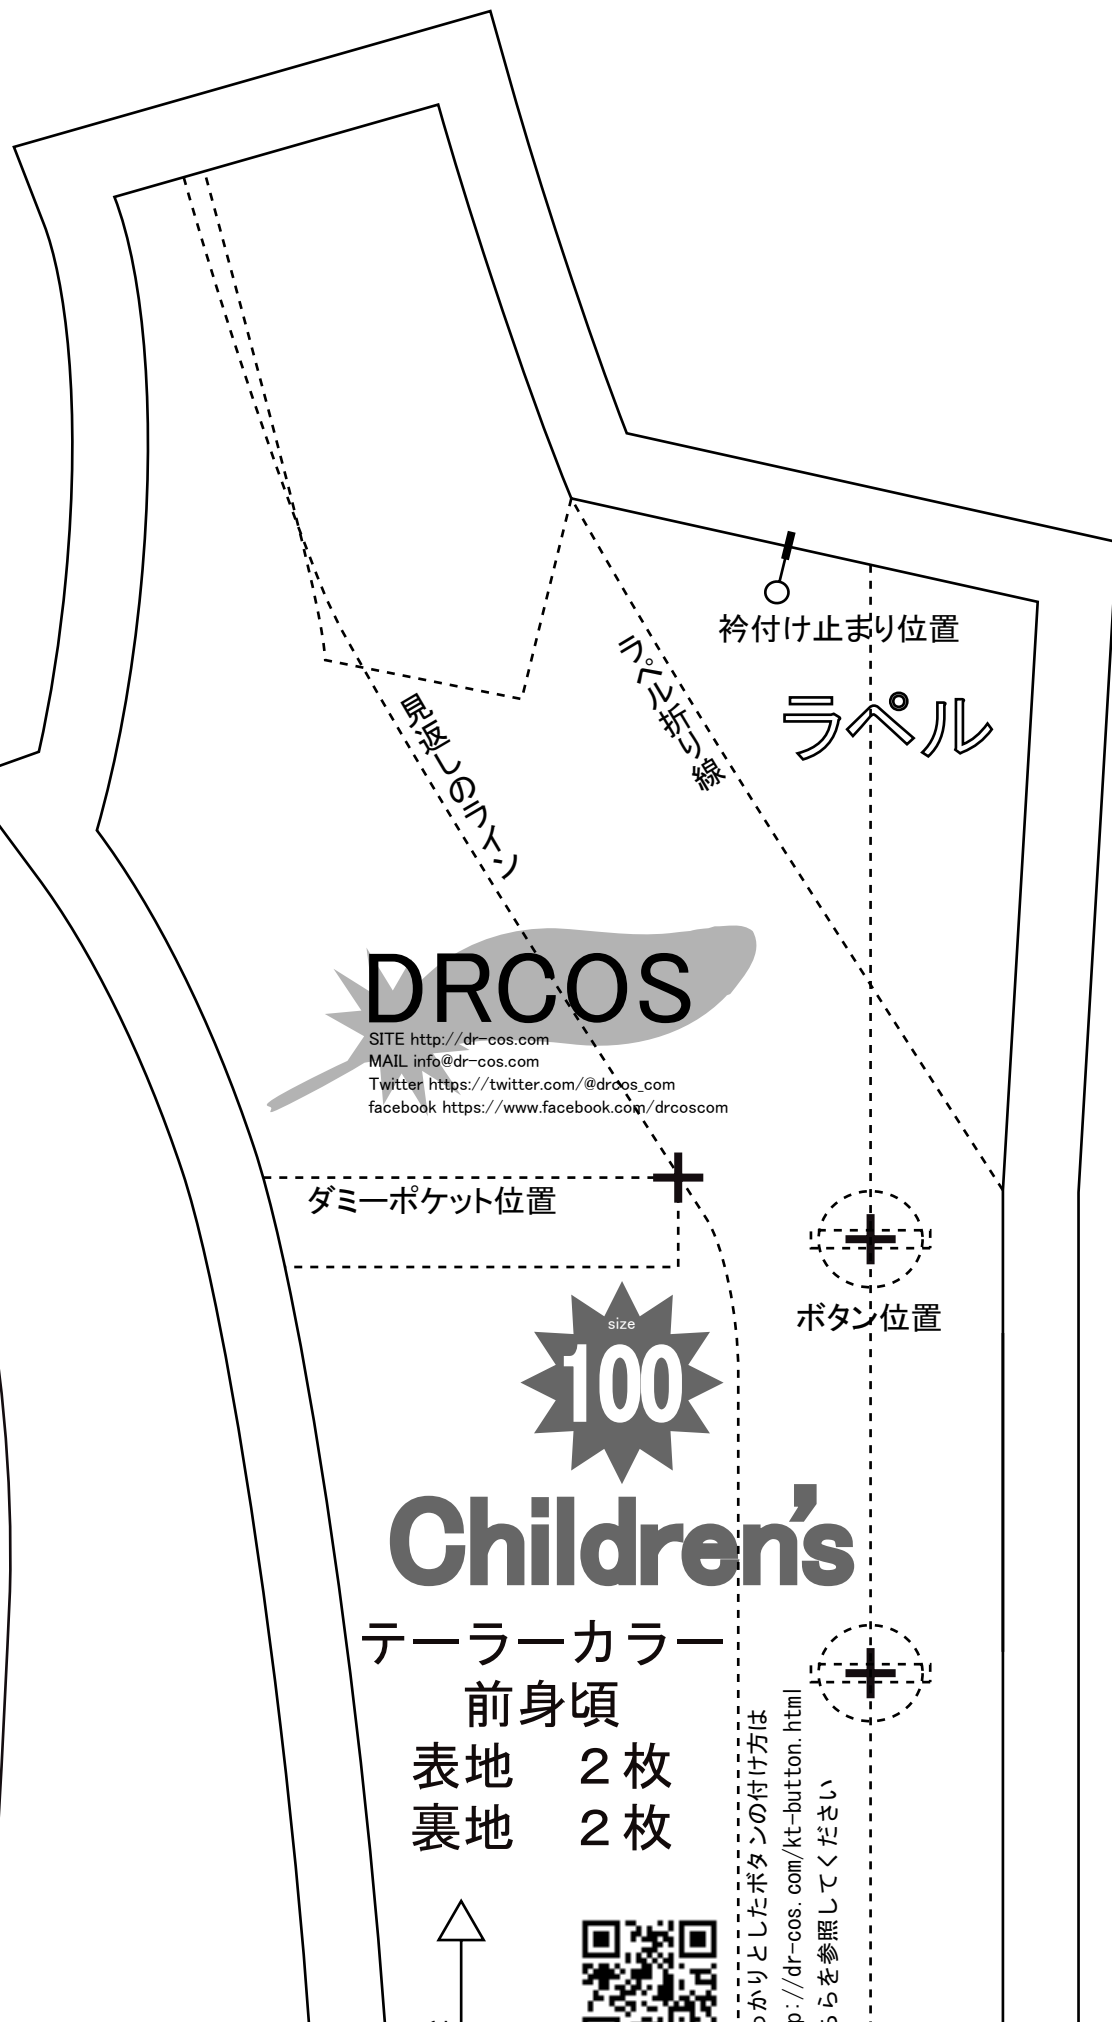 衿付け止まり位置
ラペル
ラペル折り線
見返しのライン
DRCOS
SITE http://dr-cos.com
MAIL info@dr-cos.com
Twitter https://twitter.com/@drcos_com
facebook https://www.facebook.com/drcoscom
ダミーポケット位置
ボタン位置
size
100
Children's
テーラーカラー
前身頃
表地 2枚
裏地 2枚
かりとしたボタンの付け方は
p://dr-cos.com/kt-button.html
らを参照してください